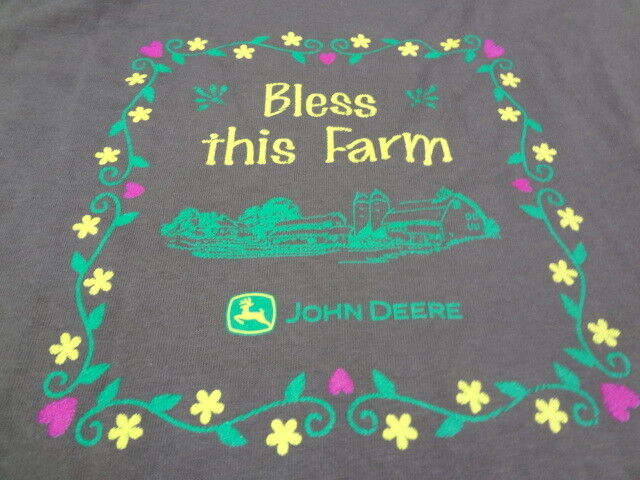 Bless
this Farm
JOHN DEERE